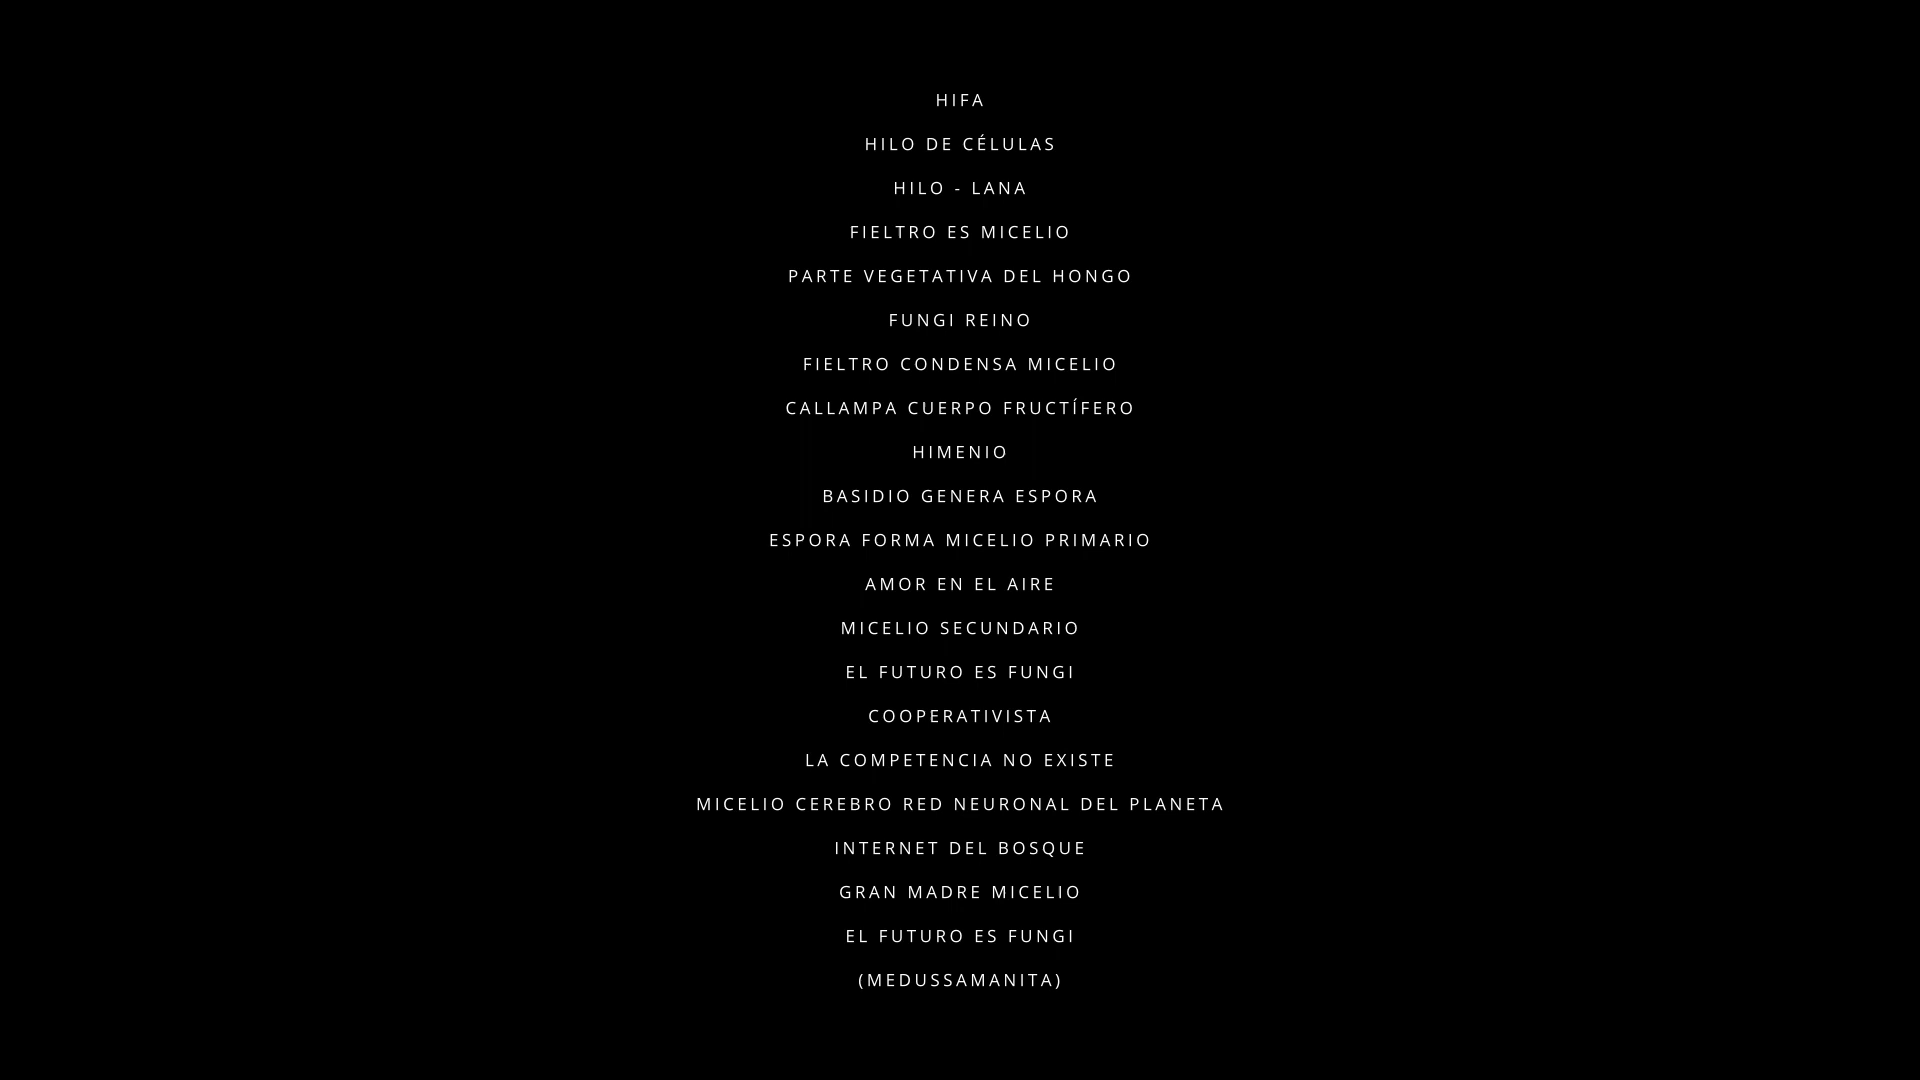 HIFA
HILO DE CÉLULAS
HILO - LANA
FIELTRO ES MICELIO
PARTE VEGETATIVA DEL HONGO
FUNGI REINO
FIELTRO CONDENSA MICELIO
CALLAMPA CUERPO FRUCTÍFERO
HIMENIO
BASIDIO GENERA ESPORA
ESPORA FORMA MICELIO PRIMARIO
AMOR EN EL AIRE
MICELIO SECUNDARIO
EL FUTURO ES FUNGI
COOPERATIVISTA
LA COMPETENCIA NO EXISTE
MICELIO CEREBRO RED NEURONAL DEL PLANETA
INTERNET DEL BOSQUE
GRAN MADRE MICELIO
EL FUTURO ES FUNGI
(MEDUSSAMANITA)